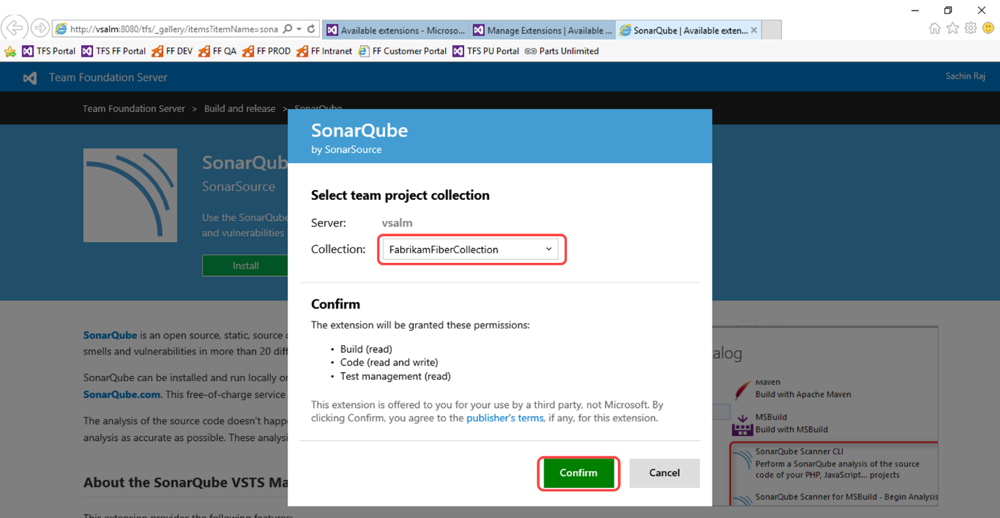 http://vsalm:8080/tfs/_gallery/items?itemName=sona
Available extensions - Microso...
Manage Extensions | Available ...
SonarQube | Available exten...
TFS Portal
TFS FF Portal
FF DEV
FF QA
FF PROD
FF Intranet
FF Customer Portal
TFS PU Portal
Parts Unlimited
Team Foundation Server
Sachin Raj
Team Foundation Server > Build and release > SonarQube
SonarQube
by SonarSource
SonarQub
SonarSource
Use the SonarQube
and vulnerabilities
Install
Select team project collection
Server: vsalm
Collection: FabrikamFiberCollection
Confirm
The extension will be granted these permissions:
• Build (read)
• Code (read and write)
• Test management (read)
This extension is offered to you for your use by a third party, not Microsoft. By
clicking Confirm, you agree to the publisher's terms, if any, for this extension.
Confirm
Cancel
SonarQube is an open source, static, source
smells and vulnerabilities in more than 20 diff
SonarQube can be installed and run locally or
SonarQube.com. This free-of-charge service
The analysis of the source code doesn't happ
analysis as accurate as possible. These analysi
About the SonarQube VSTS Ma
This extension provides the following features:
alog
Maven
Build with Apache Maven
MSBuild
Build with MSBuild
SonarQube Scanner CLI
Perform a SonarQube analysis of the source
code of your PHP, JavaScript... projects
SonarQube Scanner for MSBuild - Begin Analysis